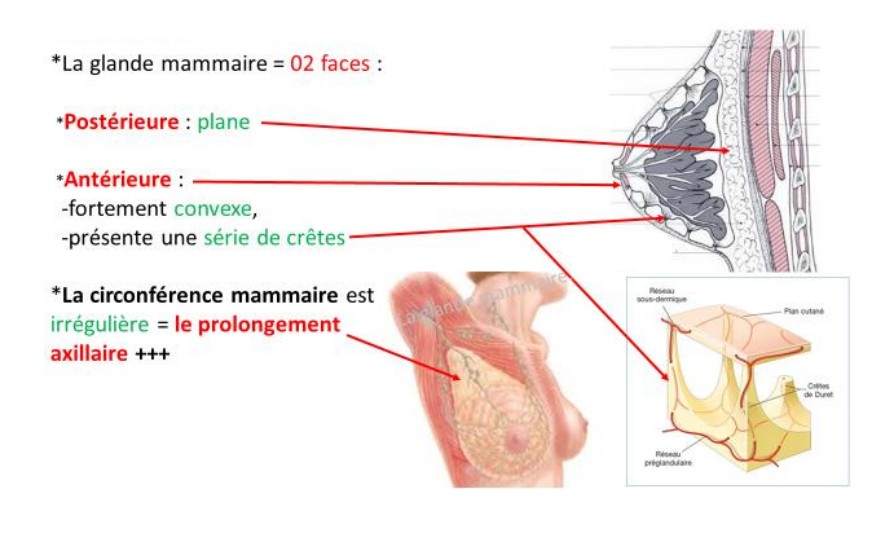 *La glande mammaire = 02 faces :
*Postérieure : plane
*Antérieure :
-fortement convexe,
-présente une série de crêtes
*La circonférence mammaire est
irrégulière = le prolongement
axillaire +++
La glande mammaire
Réseau
sous-dermique
Plan cutané
Crêtes
de Duret
Réseau
préglandulaire